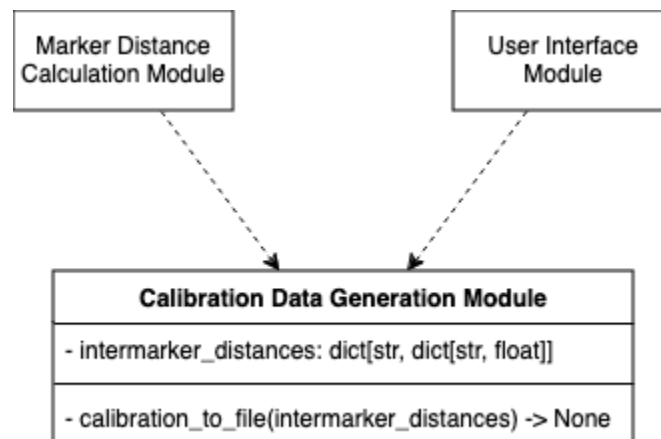 Marker Distance
Calculation Module
User Interface
Module
Calibration Data Generation Module
- intermarker_distances: dict[str, dict[str, float]]
- calibration_to_file(intermarker_distances) -> None